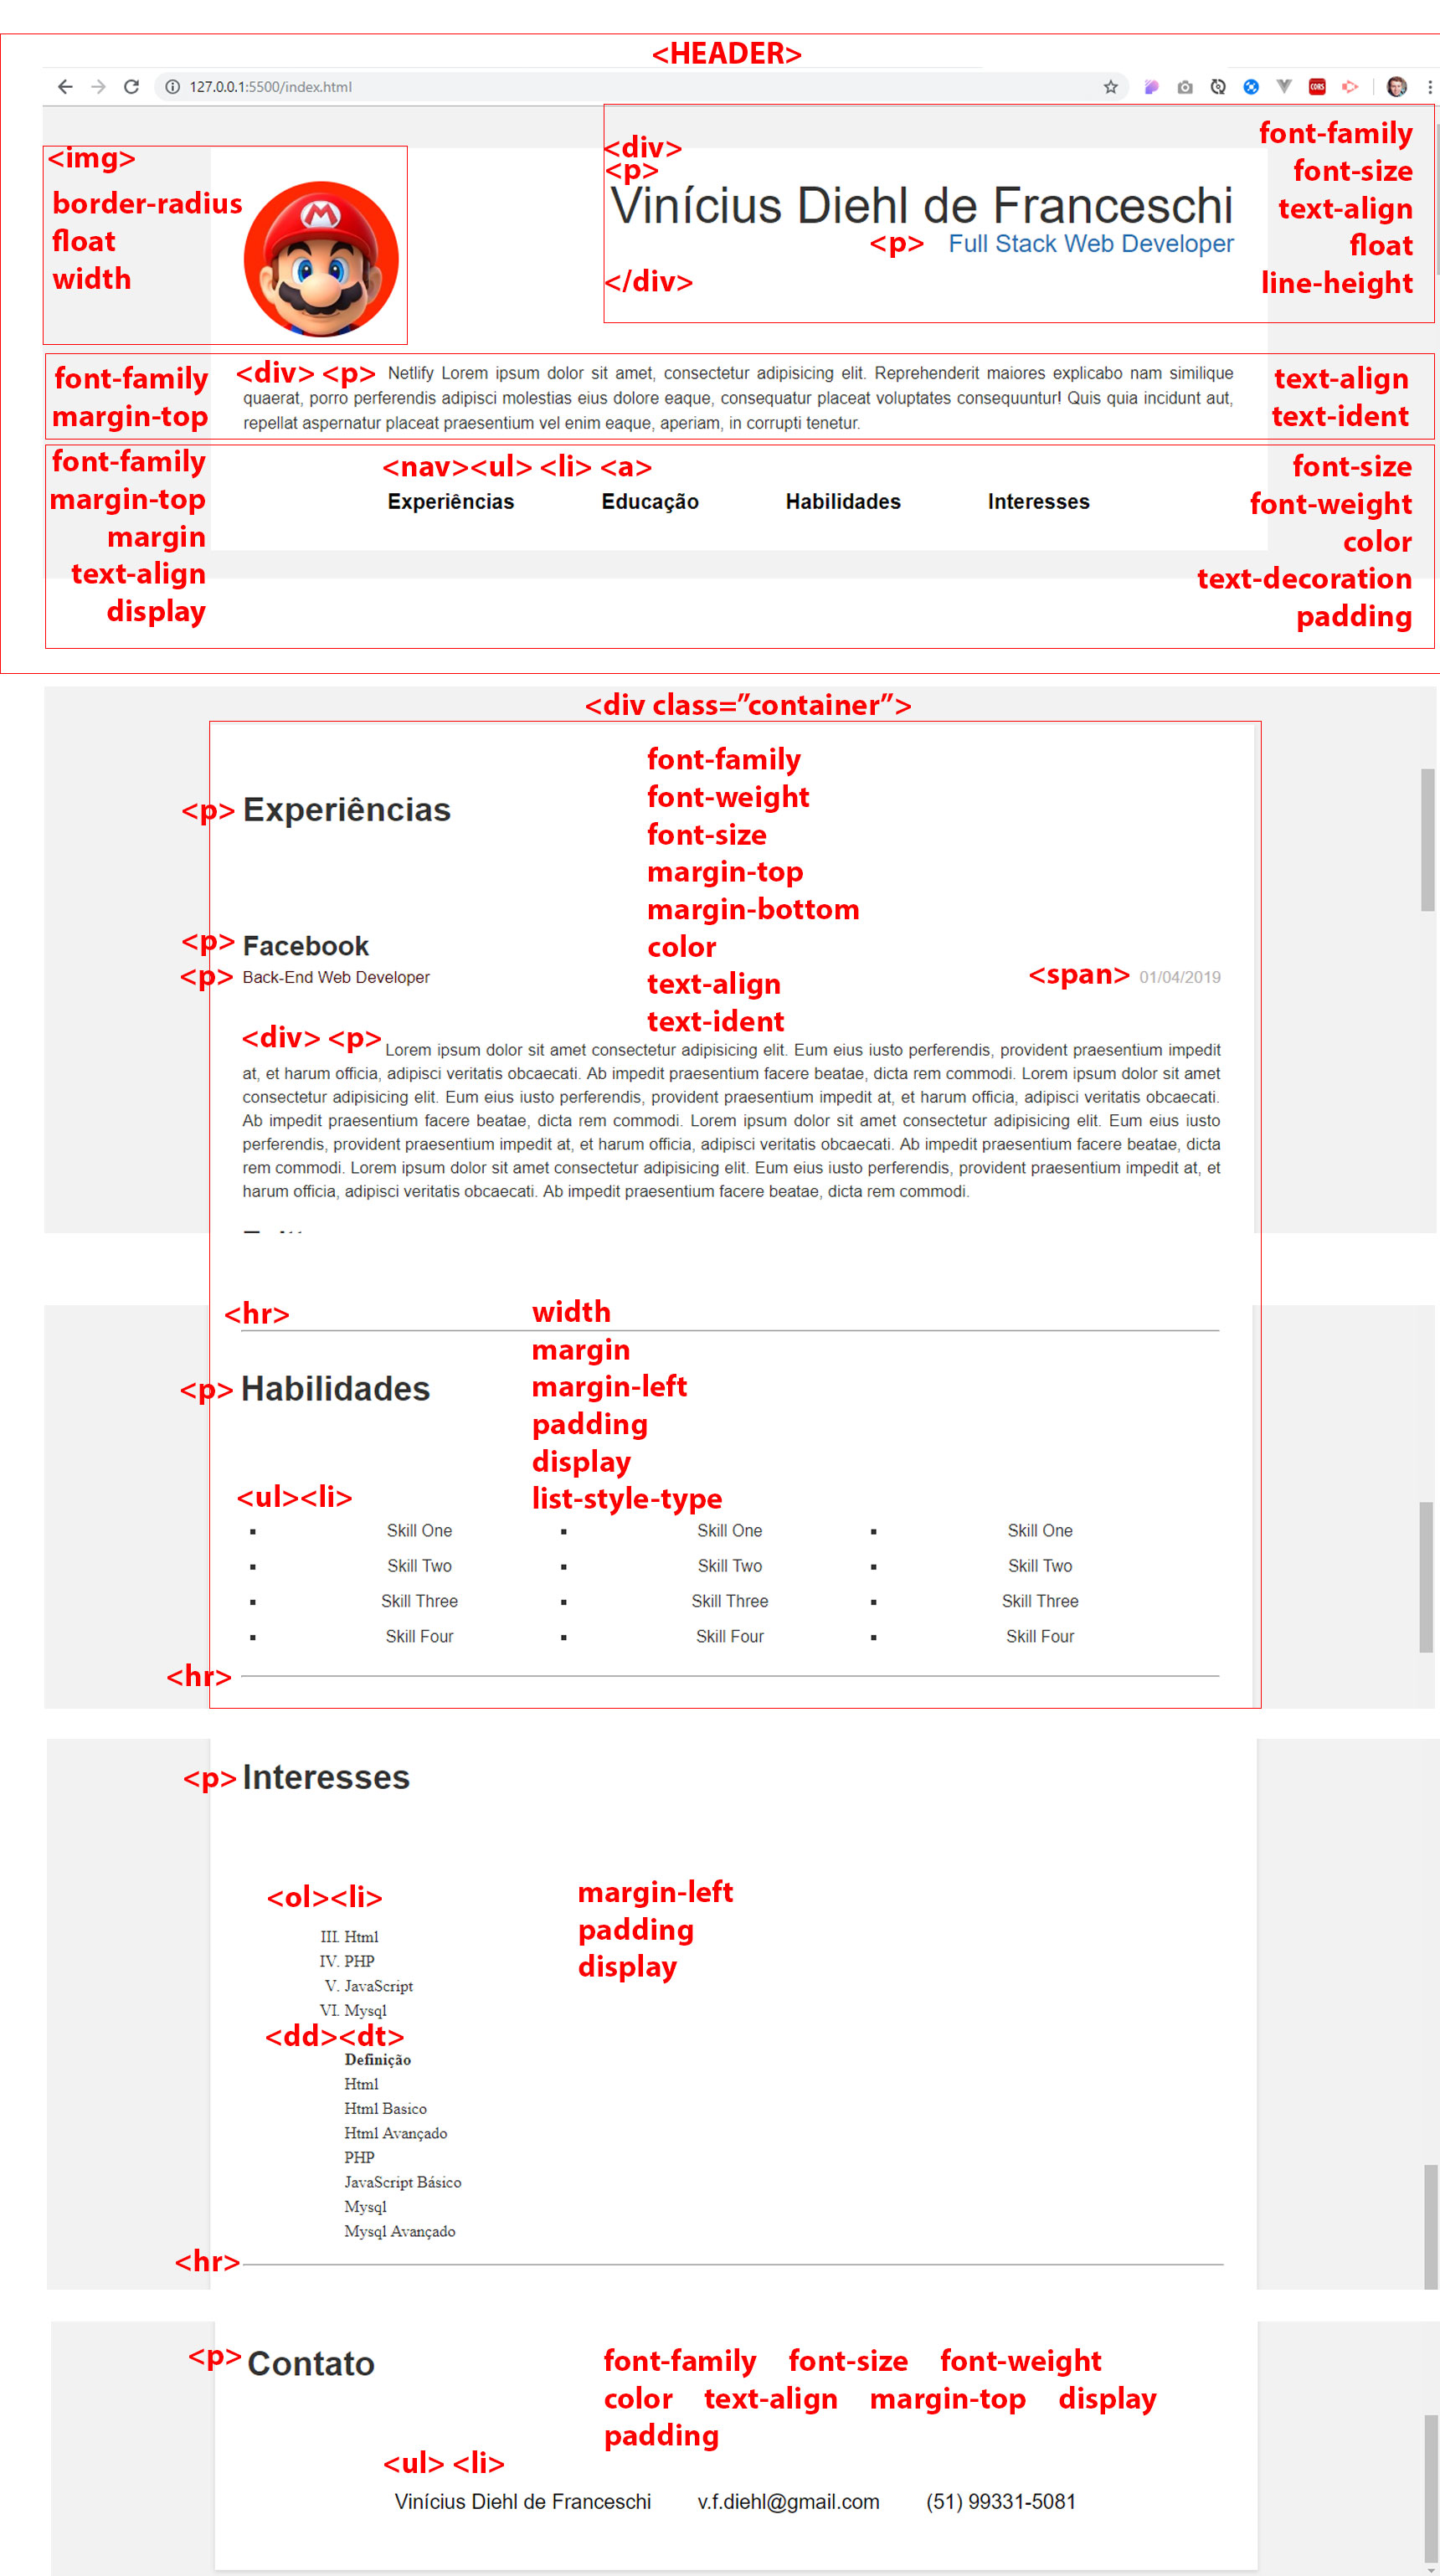 <HEADER>
127.0.0.1:5500/index.html
CORS
<img>
border-radius
float
width
M
<div>
<p>
Vinícius Diehl de Franceschi
<p> Full Stack Web Developer
</div>
font-family
font-size
text-align
float
line-height
font-family
margin-top
<div> <p> Netlify Lorem ipsum dolor sit amet, consectetur adipisicing elit. Reprehenderit maiores explicabo nam similique
quaerat, porro perferendis adipisci molestias eius dolore eaque, consequatur placeat voluptates consequuntur! Quis quia incidunt aut,
repellat aspernatur placeat praesentium vel enim eaque, aperiam, in corrupti tenetur.
text-align
text-ident
font-family
margin-top
margin
text-align
display
<nav><ul> <li> <a>
Experiências Educação Habilidades Interesses
font-size
font-weight
color
text-decoration
padding
<div class=”container”>
<p> Experiências
font-family
font-weight
font-size
margin-top
margin-bottom
color
text-align
text-ident
<p> Facebook
<p> Back-End Web Developer
<span> 01/04/2019
<div> <p> Lorem ipsum dolor sit amet consectetur adipisicing elit. Eum eius iusto perferendis, provident praesentium impedit
at, et harum officia, adipisci veritatis obcaecati. Ab impedit praesentium facere beatae, dicta rem commodi. Lorem ipsum dolor sit amet
consectetur adipisicing elit. Eum eius iusto perferendis, provident praesentium impedit at, et harum officia, adipisci veritatis obcaecati.
Ab impedit praesentium facere beatae, dicta rem commodi. Lorem ipsum dolor sit amet consectetur adipisicing elit. Eum eius iusto
perferendis, provident praesentium impedit at, et harum officia, adipisci veritatis obcaecati. Ab impedit praesentium facere beatae, dicta
rem commodi. Lorem ipsum dolor sit amet consectetur adipisicing elit. Eum eius iusto perferendis, provident praesentium impedit at, et
harum officia, adipisci veritatis obcaecati. Ab impedit praesentium facere beatae, dicta rem commodi.
<hr>
<p> Habilidades
width
margin
margin-left
padding
display
list-style-type
<ul><li>
Skill One Skill One Skill One
Skill Two Skill Two Skill Two
Skill Three Skill Three Skill Three
Skill Four Skill Four Skill Four
<hr>
<p> Interesses
<ol><li>
margin-left
padding
display
III. Html
IV. PHP
V. JavaScript
VI. Mysql
<dd><dt>
Definição
Html
Html Basico
Html Avançado
PHP
JavaScript Básico
Mysql
Mysql Avançado
<hr>
<p> Contato
font-family font-size font-weight
color text-align margin-top display
padding
<ul> <li>
Vinícius Diehl de Franceschi v.f.diehl@gmail.com (51) 99331-5081